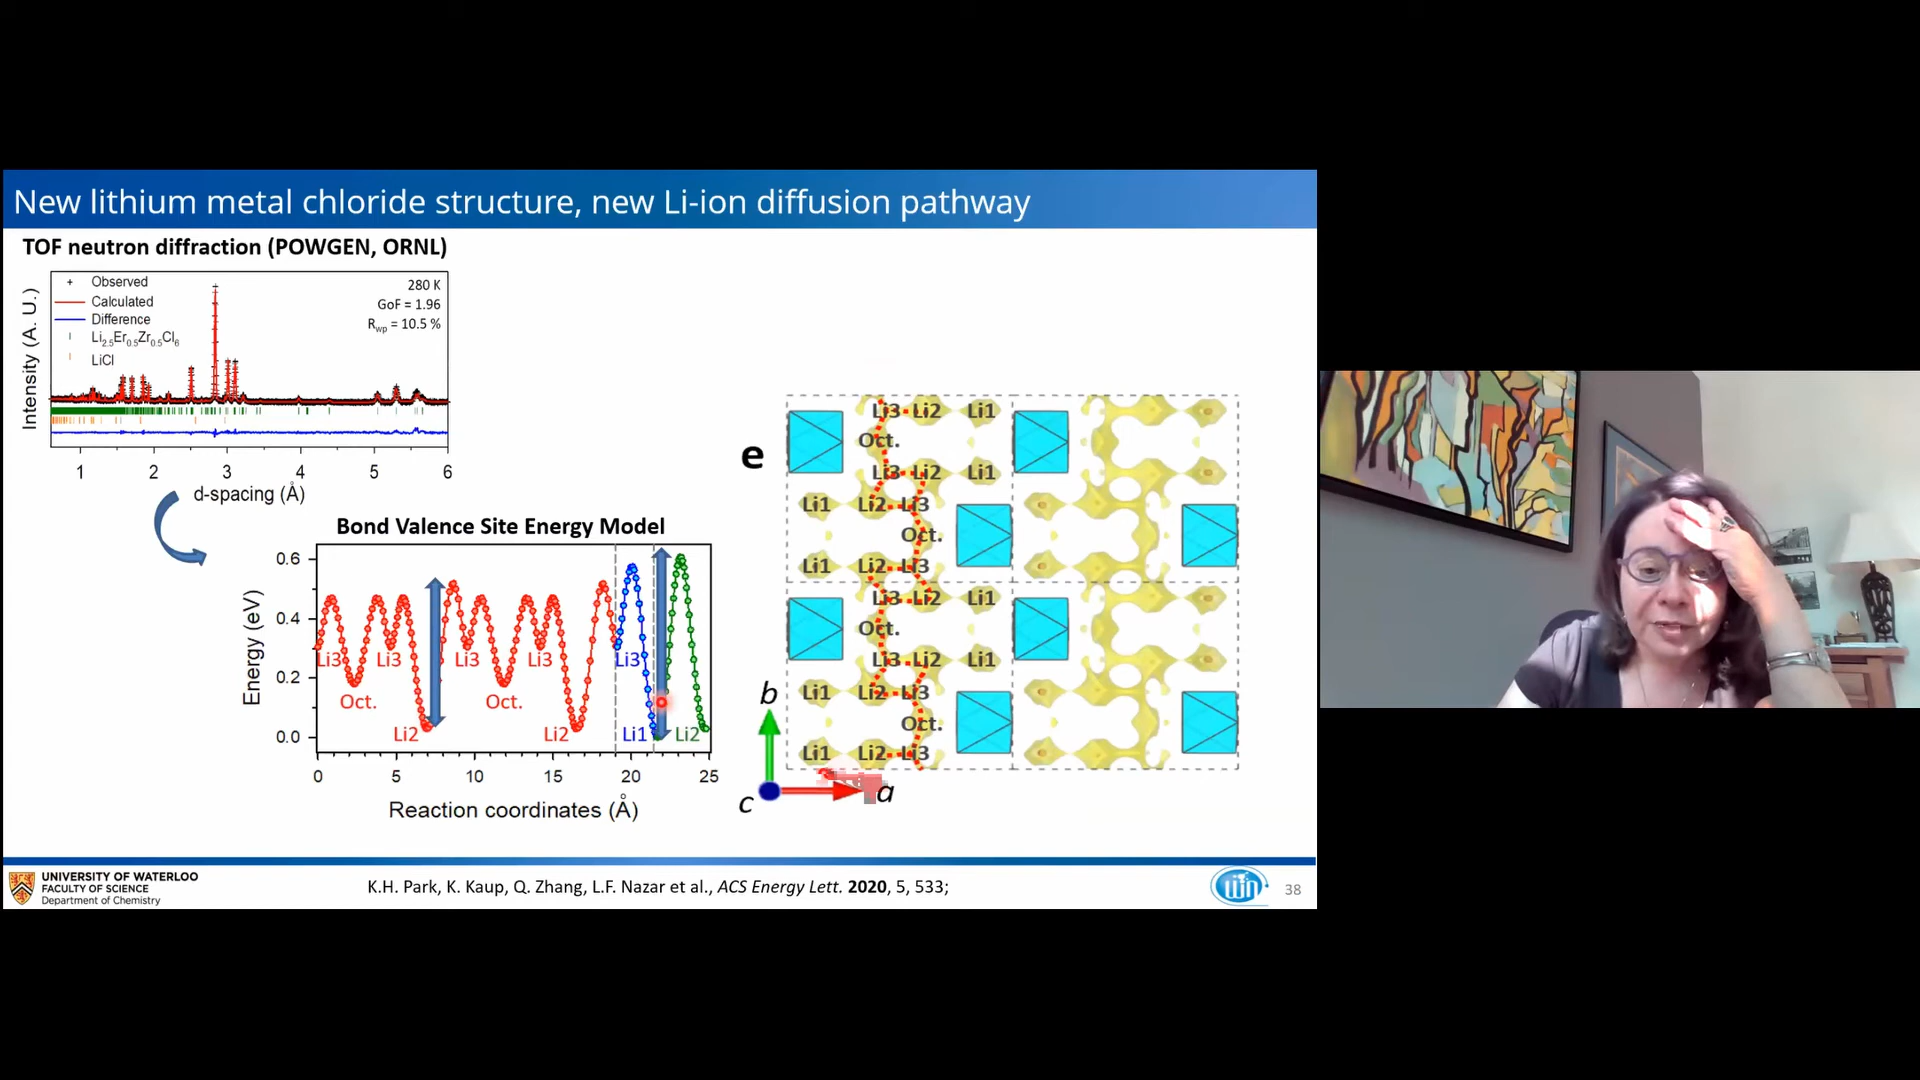 New lithium metal chloride structure, new Li-ion diffusion pathway
TOF neutron diffraction (POWGEN, ORNL)
Intensity (A. U.)
Observed
Calculated
Difference
Li2.5Er0.5Zr0.5Cl6
LiCl
280 K
GoF = 1.96
Rwp = 10.5 %
1 2 3 4 5 6
d-spacing (Å)
Bond Valence Site Energy Model
Energy (eV)
0.6
0.4
0.2
0.0
Li3 Li3 Li3 Li3 Li3
Oct. Oct.
Li2 Li2 Li1 Li2
0 5 10 15 20 25
Reaction coordinates (Å)
e
Li3 Li2 Li1
Oct.
Li3 Li2 Li1
Li1 Li2 Li3
Oct.
Li1 Li2 Li3
Li3 Li2 Li1
Oct.
Li3 Li2 Li1
Li1 Li2 Li3
Oct.
Li1 Li2 Li3
b
c
a
UNIVERSITY OF WATERLOO
FACULTY OF SCIENCE
Department of Chemistry
K.H. Park, K. Kaup, Q. Zhang, L.F. Nazar et al., ACS Energy Lett. 2020, 5, 533;
WIN
38